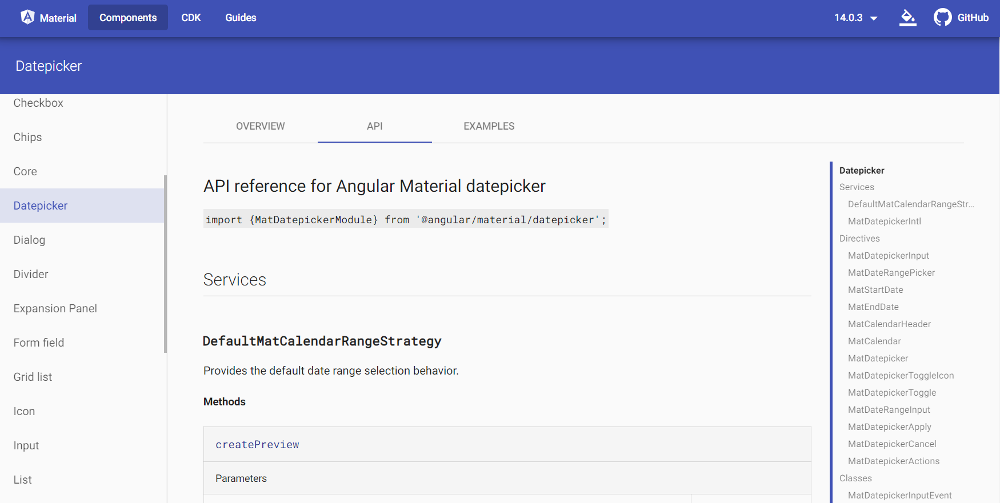 Material
Components
CDK
Guides
14.0.3
GitHub
Datepicker
Checkbox
Chips
Core
Datepicker
Dialog
Divider
Expansion Panel
Form field
Grid list
Icon
Input
List
OVERVIEW
API
EXAMPLES
API reference for Angular Material datepicker
import {MatDatepickerModule} from '@angular/material/datepicker';
Services
DefaultMatCalendarRangeStrategy
Provides the default date range selection behavior.
Methods
createPreview
Parameters
Datepicker
Services
DefaultMatCalendarRangeStr...
MatDatepickerIntl
Directives
MatDatepickerInput
MatDateRangePicker
MatStartDate
MatEndDate
MatCalendarHeader
MatCalendar
MatDatepicker
MatDatepickerToggleIcon
MatDatepickerToggle
MatDateRangeInput
MatDatepickerApply
MatDatepickerCancel
MatDatepickerActions
Classes
MatDatepickerInputEvent